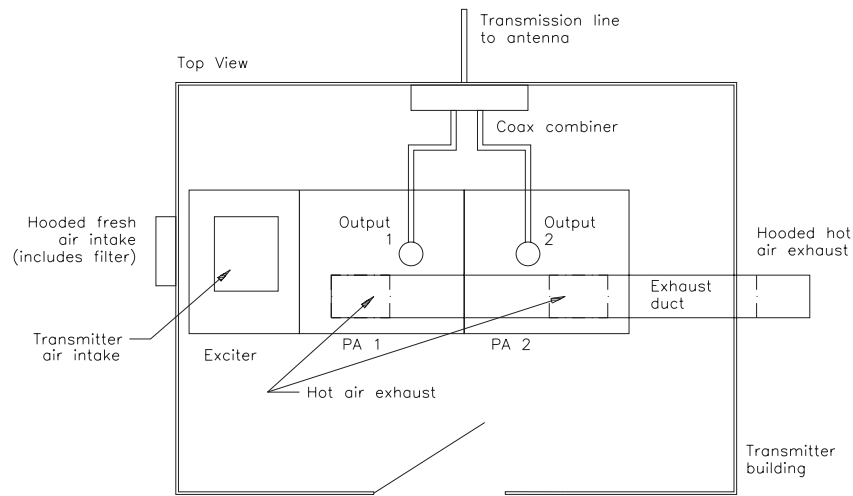 Transmission line
to antenna
Top View
Coax combiner
Hooded fresh
air intake
(includes filter)
Output
1
Output
2
Hooded hot
air exhaust
Exhaust
duct
Transmitter
air intake
Exciter
PA 1
PA 2
Hot air exhaust
Transmitter
building